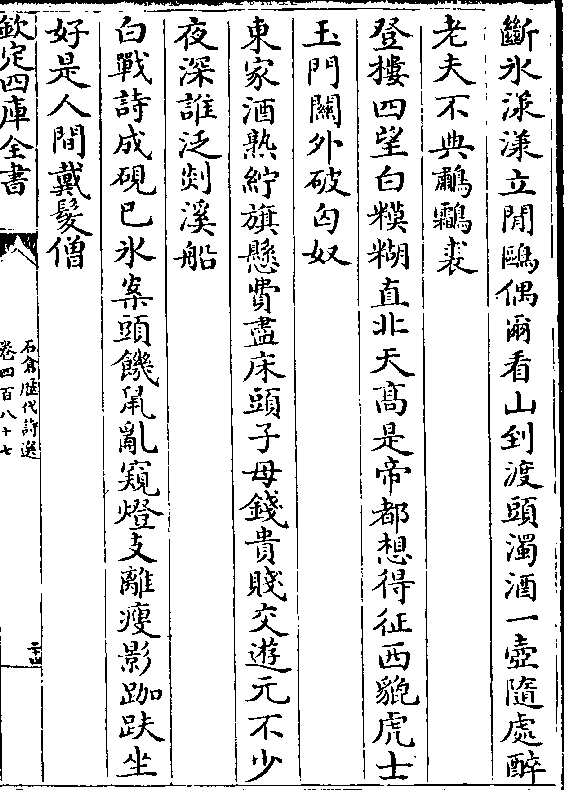 斷氷漾漾立閒鷗偶爾看山到渡頭濁酒一壺隨處醉
老夫不典鷫鸘裘
登樓四望白糢糊直北天髙是帝都想得征西貔虎士
玉門關外破匈奴
東家酒熟紵旗懸費盡床頭子母錢貴賤交遊元不少
夜深誰泛剡溪船
白戰詩成硯已氷案頭饑鼠亂窺燈支離瘦影跏趺坐
好是人間戴髮僧
欽定四庫全書
石倉歴代詩選
卷四百八十七
二十四